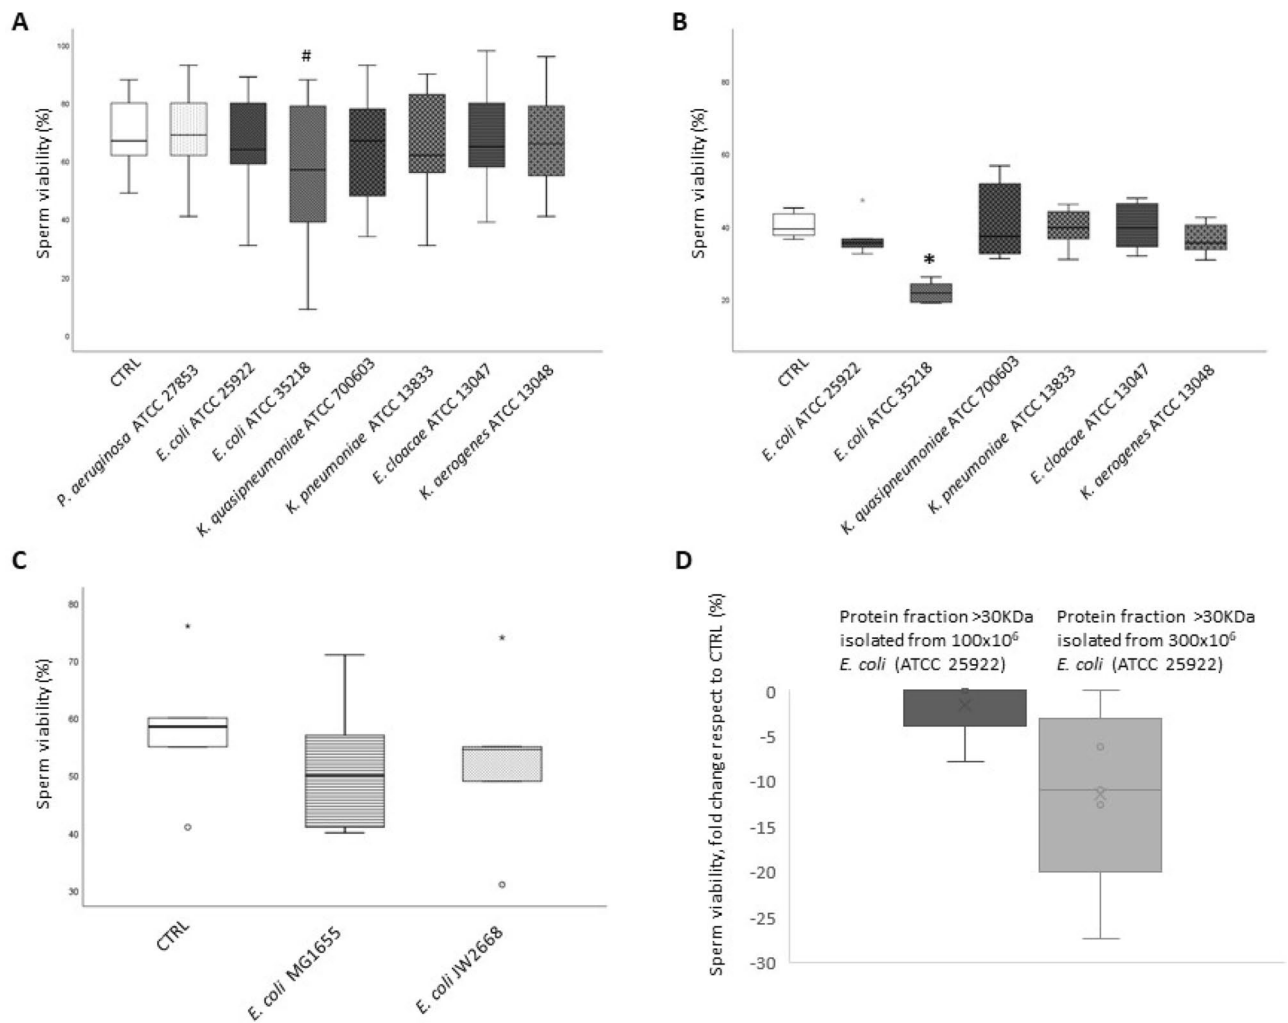 A
Sperm viability (%)
100
80
60
40
20
0
#
CTRL
P. aeruginosa ATCC 27853
E. coli ATCC 25922
E. coli ATCC 35218
K. quasipneumoniae ATCC 700603
K. pneumoniae ATCC 13833
E. cloacae ATCC 13047
K. aerogenes ATCC 13048
B
Sperm viability (%)
80
60
40
20
*
CTRL
E. coli ATCC 25922
E. coli ATCC 35218
K. quasipneumoniae ATCC 700603
K. pneumoniae ATCC 13833
E. cloacae ATCC 13047
K. aerogenes ATCC 13048
C
Sperm viability (%)
80
70
60
50
40
30
*
*
CTRL
E. coli MG1655
E. coli JW2668
D
Sperm viability, fold change respect to CTRL (%)
Protein fraction >30KDa
isolated from 100x10⁶
E. coli (ATCC 25922)
Protein fraction >30KDa
isolated from 300x10⁶
E. coli (ATCC 25922)
0
-5
-10
-15
-20
-25
-30